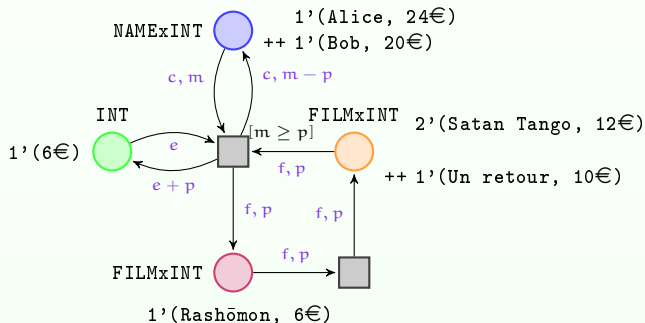 1'(Alice, 24€)
NAMExINT
++ 1'(Bob, 20€)
c, m
c, m − p
INT
FILMxINT
2'(Satan Tango, 12€)
[m ≥ p]
1'(6€)
e
e + p
f, p
++ 1'(Un retour, 10€)
f, p
f, p
f, p
FILMxINT
1'(Rashōmon, 6€)